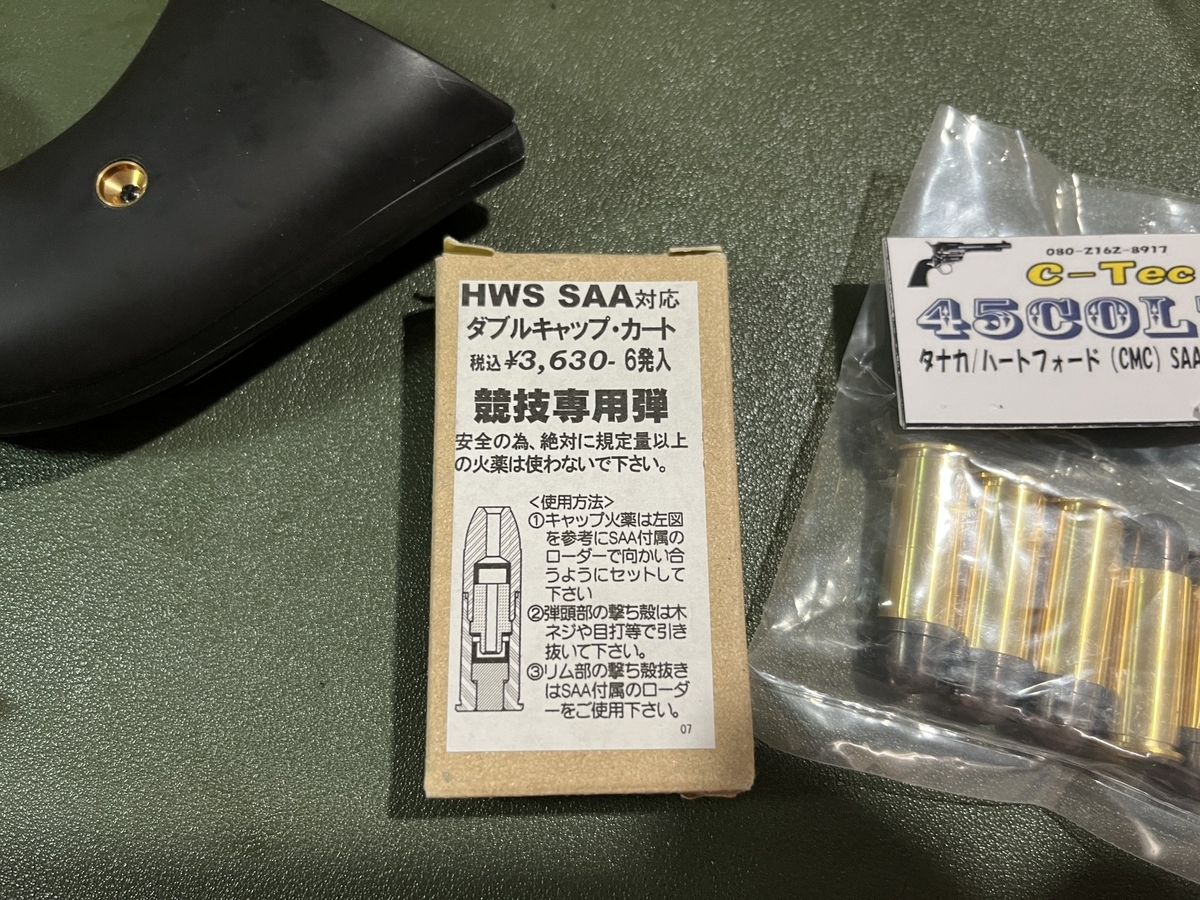 HWS SAA対応
ダブルキャップ・カート
税込¥3,630- 6発入
競技専用弾
安全の為、絶対に規定量以上
の火薬は使わないで下さい。
<使用方法>
①キャップ火薬は左図
を参考にSAA付属の
ローダーで向かい合
うようにセットして
下さい
②弾頭部の撃ち殻は木
ネジや目打等で引き
抜いて下さい。
③リム部の撃ち殻抜き
はSAA付属のローダ
ーをご使用下さい。
07
080-2162-8917
C-Tec
45COL
タナカ/ハートフォード (CMC) SAA